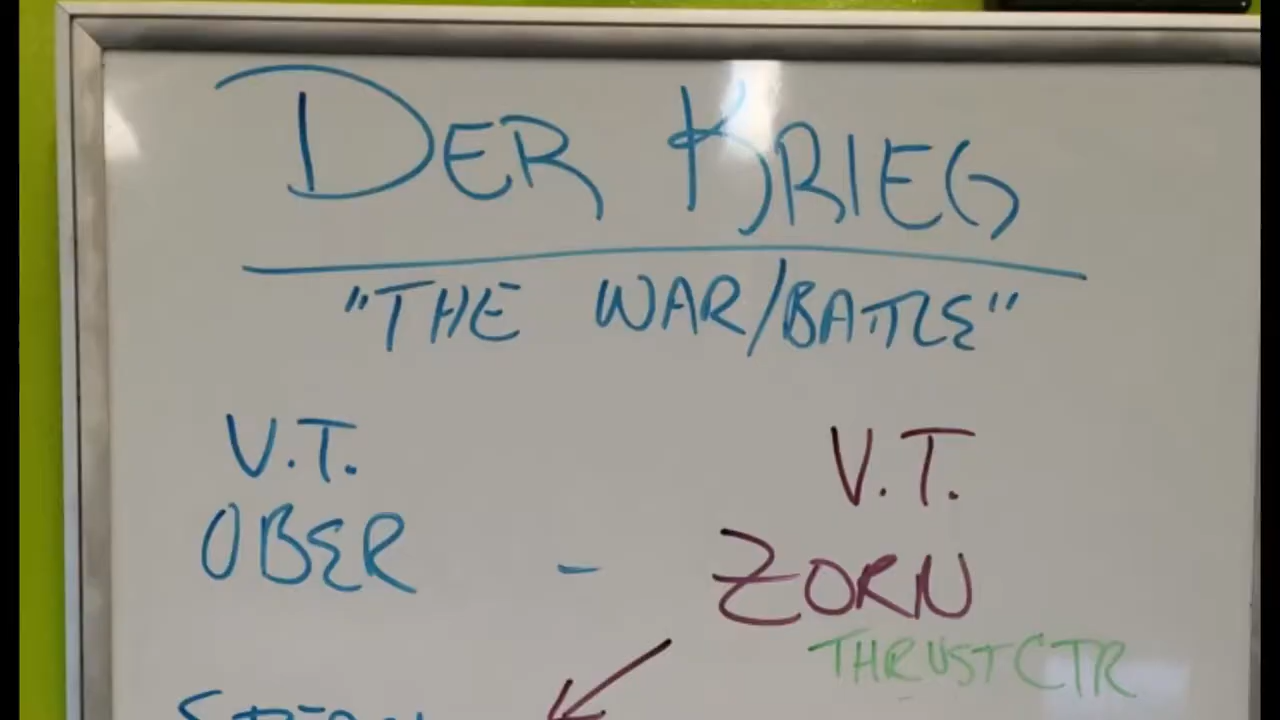 DER KRIEG
"THE WAR/BATTLE"
V.T. V.T.
OBER - ZORN
THRUST CTR